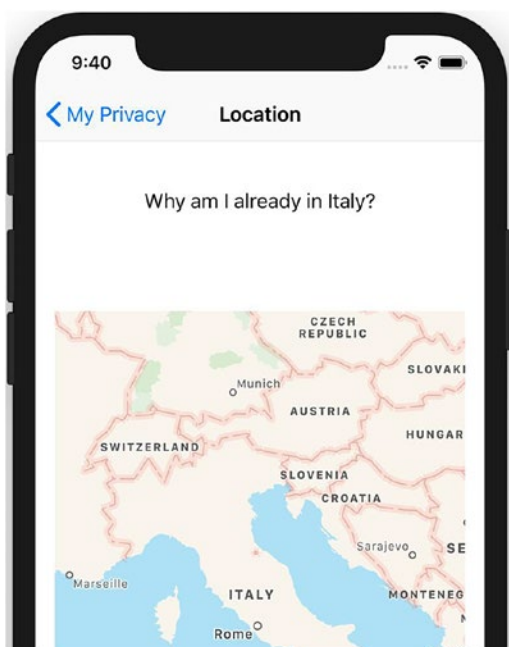 9:40
My Privacy
Location
Why am I already in Italy?
CZECH
REPUBLIC
SLOVAKI
Munich
AUSTRIA
HUNGAR
SWITZERLAND
SLOVENIA
CROATIA
Sarajevo
SE
Marseille
ITALY
MONTENEG
Rome